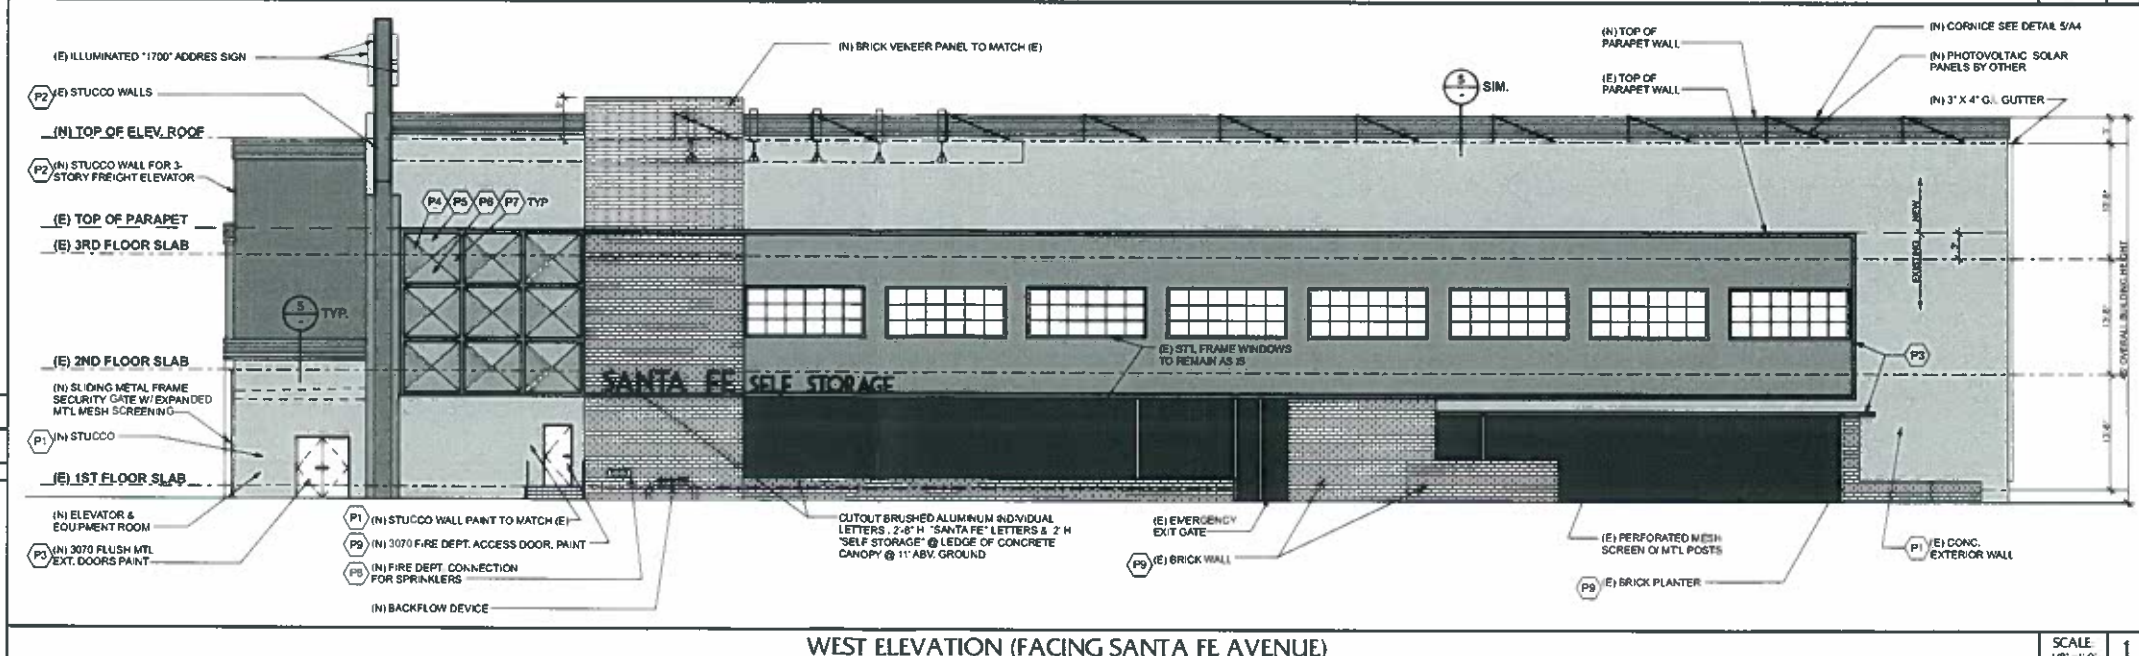 (E) ILLUMINATED "1700" ADDRES SIGN
P2
(E) STUCCO WALLS
(N) TOP OF ELEV. ROOF
P2
(N) STUCCO WALL FOR 3-
STORY FREIGHT ELEVATOR
(E) TOP OF PARAPET
(E) 3RD FLOOR SLAB
S
-
TYP.
(E) 2ND FLOOR SLAB
(N) SLIDING METAL FRAME
SECURITY GATE W/ EXPANDED
MTL MESH SCREENING
P1
(N) STUCCO
(E) 1ST FLOOR SLAB
(N) ELEVATOR &
EQUIPMENT ROOM
P3
(N) 3070 FLUSH MTL
EXT. DOORS PAINT
P4 P5 P6 P7 TYP
(N) BRICK VENEER PANEL TO MATCH (E)
S
-
SIM.
(N) TOP OF
PARAPET WALL
(E) TOP OF
PARAPET WALL
(N) CORNICE SEE DETAIL 5/A4
(N) PHOTOVOLTAIC SOLAR
PANELS BY OTHER
(N) 3" X 4" G.I. GUTTER
EXISTING
NEW
13'-6"
13'-6"
13'-6"
OVERALL BUILDING HEIGHT
P3
(E) STL FRAME WINDOWS
TO REMAIN AS IS
SANTA FE SELF STORAGE
P1
(N) STUCCO WALL PAINT TO MATCH (E)
P9
(N) 3070 FIRE DEPT. ACCESS DOOR. PAINT
P8
(N) FIRE DEPT. CONNECTION
FOR SPRINKLERS
(N) BACKFLOW DEVICE
CUTOUT BRUSHED ALUMINUM INDIVIDUAL
LETTERS. 2'-8" H "SANTA FE" LETTERS & 2' H
"SELF STORAGE" @ LEDGE OF CONCRETE
CANOPY @ 11' ABV. GROUND
(E) EMERGENCY
EXIT GATE
P9
(E) BRICK WALL
(E) PERFORATED MESH
SCREEN O/ MTL POSTS
P9
(E) BRICK PLANTER
P1
(E) CONC.
EXTERIOR WALL
WEST ELEVATION (FACING SANTA FE AVENUE)
SCALE
1